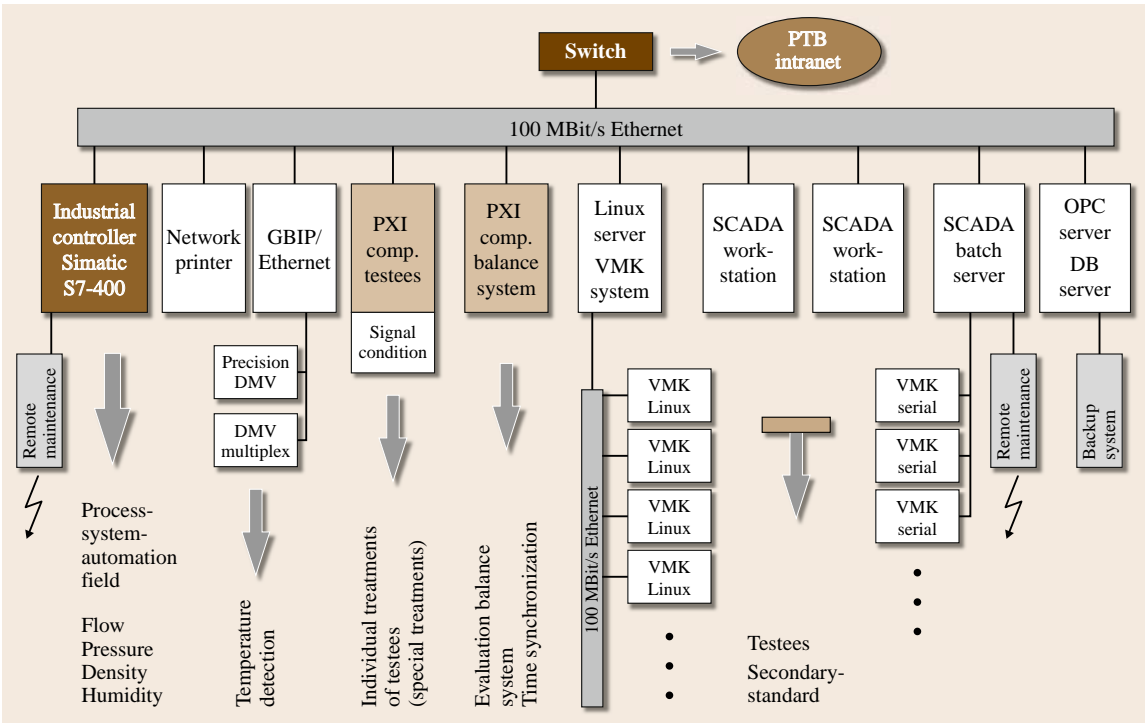 Switch
PTB
intranet
100 MBit/s Ethernet
Industrial
controller
Simatic
S7-400
Network
printer
GBIP/
Ethernet
PXI
comp.
testees
Signal
condition
PXI
comp.
balance
system
Linux
server
VMK
system
SCADA
work-
station
SCADA
work-
station
SCADA
batch
server
OPC
server
DB
server
Remote
maintenance
Precision
DMV
DMV
multiplex
100 MBit/s Ethernet
VMK
Linux
VMK
Linux
VMK
Linux
VMK
Linux
VMK
serial
VMK
serial
VMK
serial
Remote
maintenance
Backup
system
Process-
system-
automation
field
Flow
Pressure
Density
Humidity
Temperature
detection
Individual treatments
of testees
(special treatments)
Evaluation balance
system
Time synchronization
Testees
Secondary-
standard